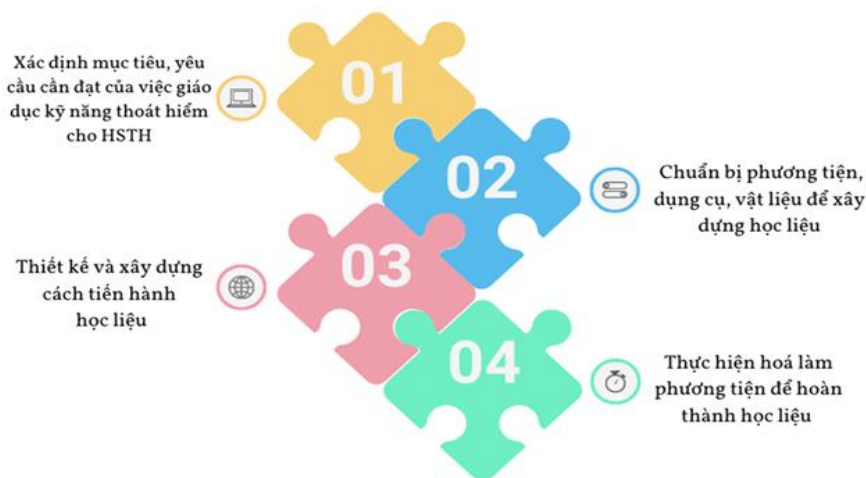 01
Xác định mục tiêu, yêu
cầu cần đạt của việc giáo
dục kỹ năng thoát hiểm
cho HSTH
02
Chuẩn bị phương tiện,
dụng cụ, vật liệu để xây
dựng học liệu
03
Thiết kế và xây dựng
cách tiến hành
học liệu
04
Thực hiện hoá làm
phương tiện để hoàn
thành học liệu